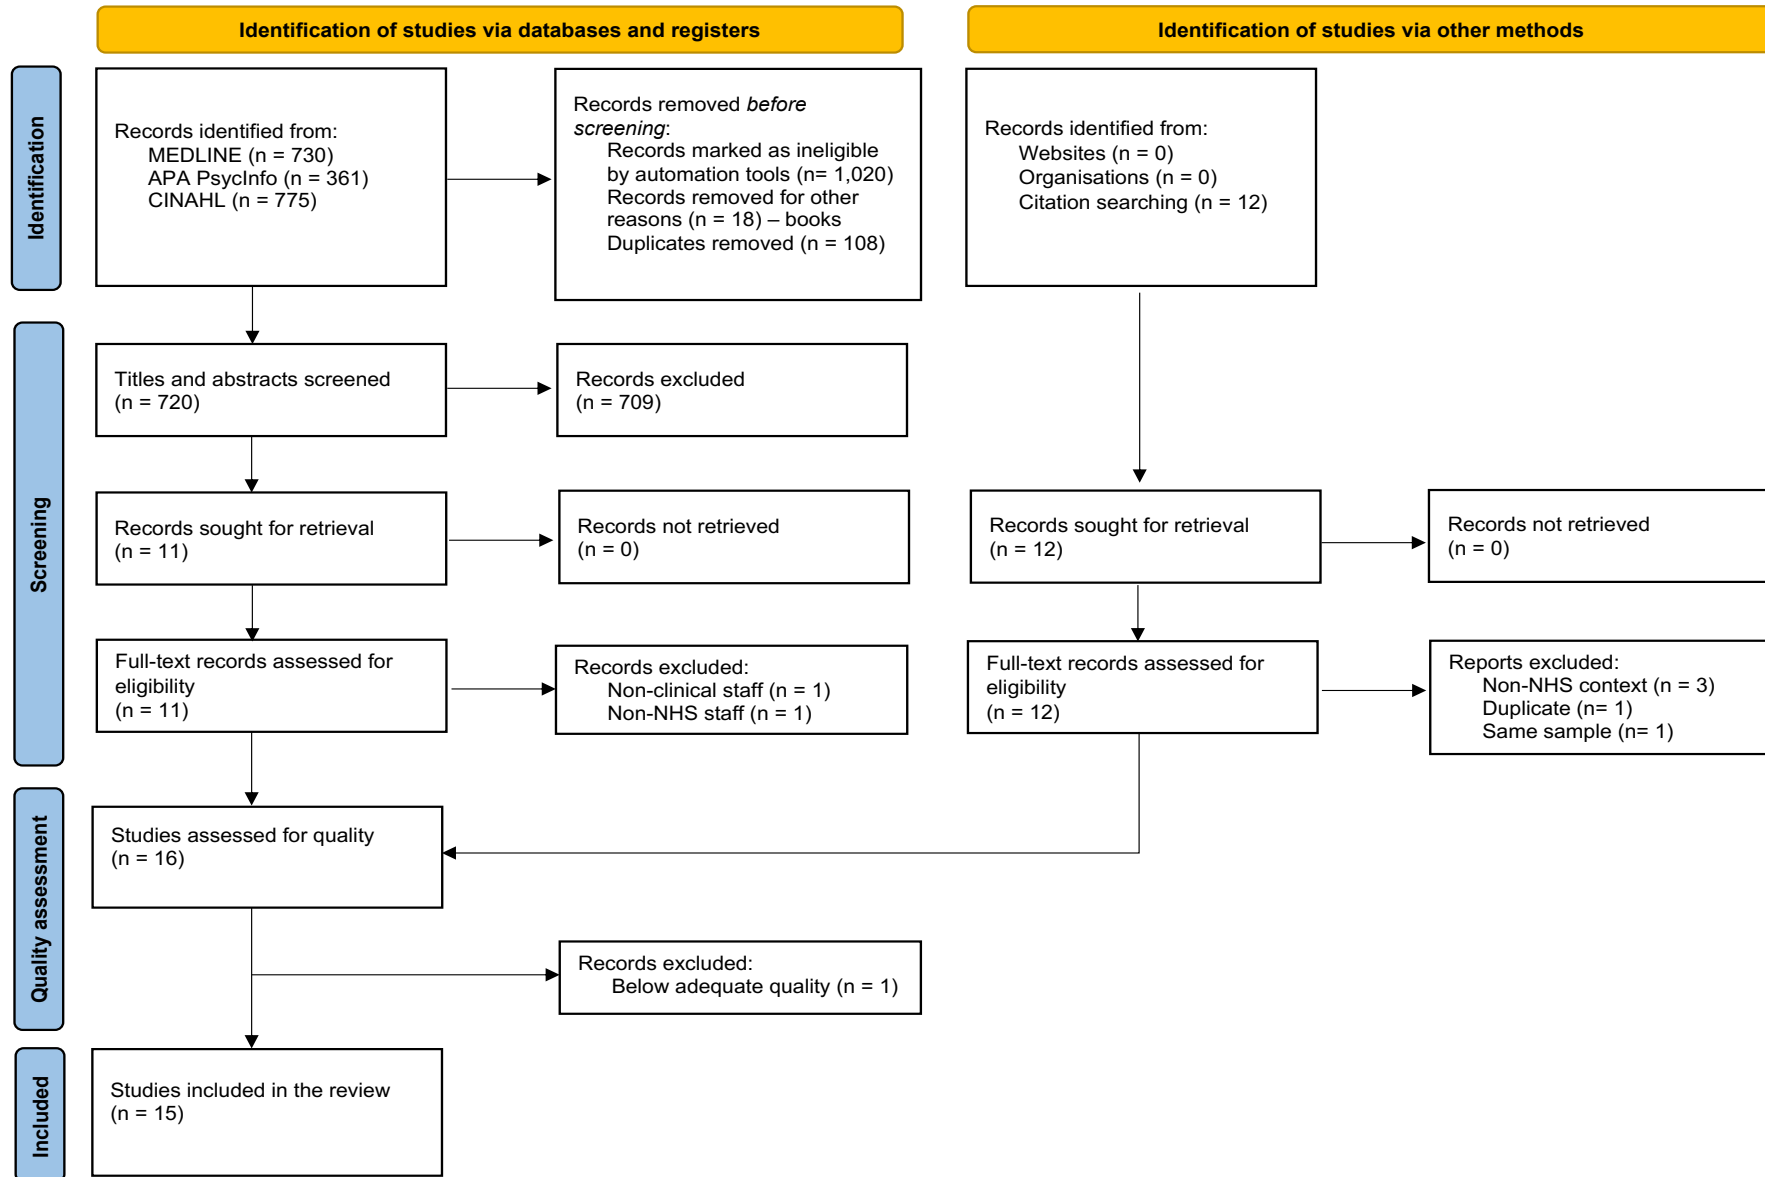 Identification of studies via databases and registers
Identification of studies via other methods
Identification
Records identified from:
MEDLINE (n = 730)
APA PsycInfo (n = 361)
CINAHL (n = 775)
Records removed before
screening:
Records marked as ineligible
by automation tools (n= 1,020)
Records removed for other
reasons (n = 18) – books
Duplicates removed (n = 108)
Records identified from:
Websites (n = 0)
Organisations (n = 0)
Citation searching (n = 12)
Screening
Titles and abstracts screened
(n = 720)
Records excluded
(n = 709)
Records sought for retrieval
(n = 11)
Records not retrieved
(n = 0)
Records sought for retrieval
(n = 12)
Records not retrieved
(n = 0)
Full-text records assessed for
eligibility
(n = 11)
Records excluded:
Non-clinical staff (n = 1)
Non-NHS staff (n = 1)
Full-text records assessed for
eligibility
(n = 12)
Reports excluded:
Non-NHS context (n = 3)
Duplicate (n= 1)
Same sample (n= 1)
Quality assessment
Studies assessed for quality
(n = 16)
Records excluded:
Below adequate quality (n = 1)
Included
Studies included in the review
(n = 15)